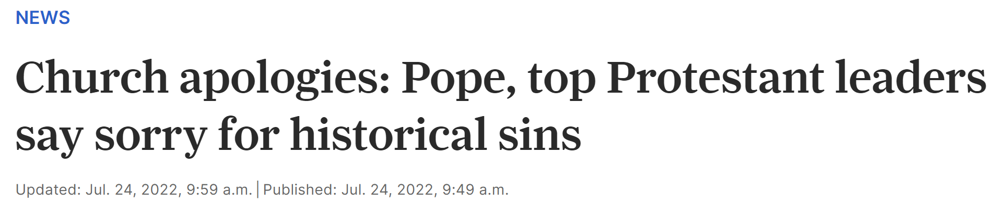 NEWS
Church apologies: Pope, top Protestant leaders
say sorry for historical sins
Updated: Jul. 24, 2022, 9:59 a.m. | Published: Jul. 24, 2022, 9:49 a.m.